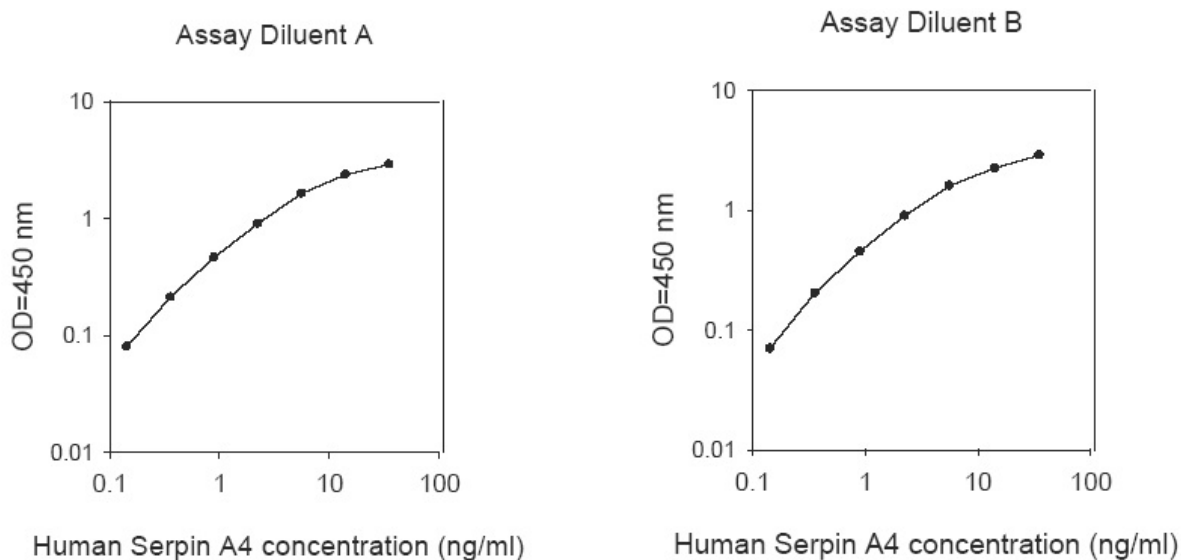 Assay Diluent A
10
1
0.1
0.01
OD=450 nm
0.1 1 10 100
Human Serpin A4 concentration (ng/ml)
Assay Diluent B
10
1
0.1
0.01
OD=450 nm
0.1 1 10 100
Human Serpin A4 concentration (ng/ml)